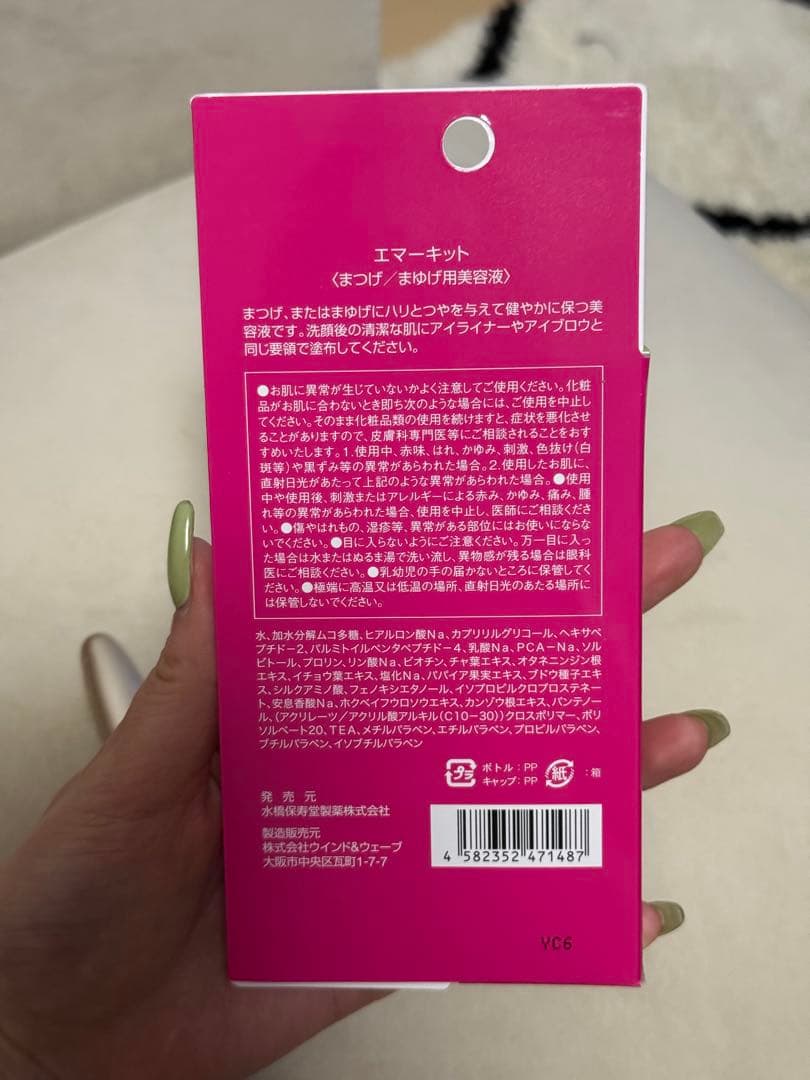 エマーキット
〈まつげ／まゆげ用美容液〉
まつげ、またはまゆげにハリとつやを与えて健やかに保つ美
容液です。洗顔後の清潔な肌にアイライナーやアイブロウと
同じ要領で塗布してください。
●お肌に異常が生じていないかよく注意してご使用ください。化粧
品がお肌に合わないとき即ち次のような場合には、ご使用を中止し
てください。そのまま化粧品類の使用を続けますと、症状を悪化させ
ることがありますので、皮膚科専門医等にご相談されることをおす
すめいたします。1.使用中、赤味、はれ、かゆみ、刺激、色抜け(白
斑等)や黒ずみ等の異常があらわれた場合。2.使用したお肌に、
直射日光があたって上記のような異常があらわれた場合。●使用
中や使用後、刺激またはアレルギーによる赤み、かゆみ、痛み、腫
れ等の異常があらわれた場合、使用を中止し、医師にご相談くださ
い。●傷やはれもの、湿疹等、異常がある部位にはお使いにならな
いでください。●目に入らないようにご注意ください。万一目に入っ
た場合は水またはぬるま湯で洗い流し、異物感が残る場合は眼科
医にご相談ください。●乳幼児の手の届かないところに保管してく
ださい。●極端に高温又は低温の場所、直射日光のあたる場所に
は保管しないでください。
水、加水分解ムコ多糖、ヒアルロン酸Na、カプリリルグリコール、ヘキサペ
プチド-2、パルミトイルペンタペプチド-4、乳酸Na、PCA-Na、ソル
ビトール、プロリン、リン酸Na、ビオチン、チャ葉エキス、オタネニンジン根
エキス、イチョウ葉エキス、塩化Na、パパイア果実エキス、ブドウ種子エキ
ス、シルクアミノ酸、フェノキシエタノール、イソプロピルクロプロステネー
ト、安息香酸Na、ホクベイフウロソウエキス、カンゾウ根エキス、パンテノー
ル、(アクリレーツ／アクリル酸アルキル(C10-30))クロスポリマー、ポリ
ソルベート20、TEA、メチルパラベン、エチルパラベン、プロピルパラベン、
ブチルパラベン、イソブチルパラベン
プラ ボトル：PP 紙 ：箱
キャップ：PP
発 売 元
水橋保寿堂製薬株式会社
製造販売元
株式会社ウインド&ウェーブ
大阪市中央区瓦町1-7-7
4 582352 471487
YC6